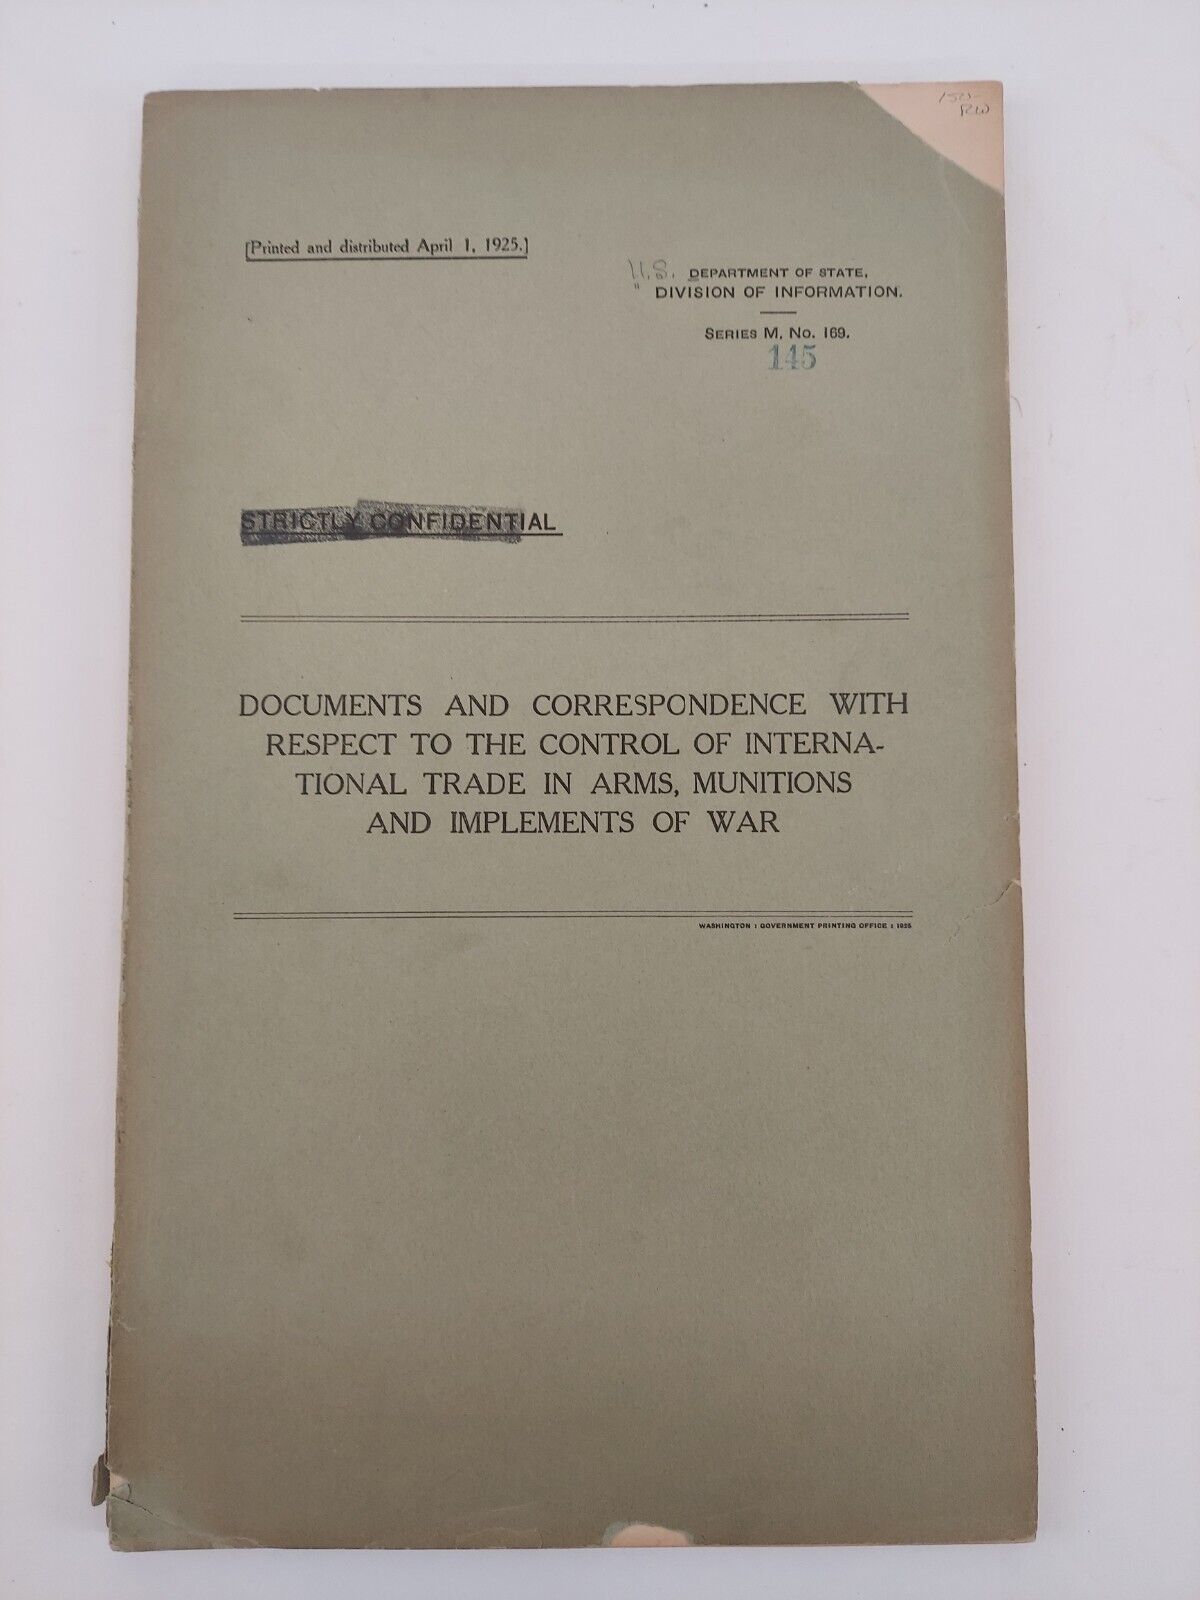 RW
[Printed and distributed April 1, 1925.]
U.S. DEPARTMENT OF STATE,
" DIVISION OF INFORMATION.
SERIES M, No. 169.
145
STRICTLY CONFIDENTIAL
DOCUMENTS AND CORRESPONDENCE WITH
RESPECT TO THE CONTROL OF INTERNA-
TIONAL TRADE IN ARMS, MUNITIONS
AND IMPLEMENTS OF WAR
WASHINGTON : GOVERNMENT PRINTING OFFICE : 1925